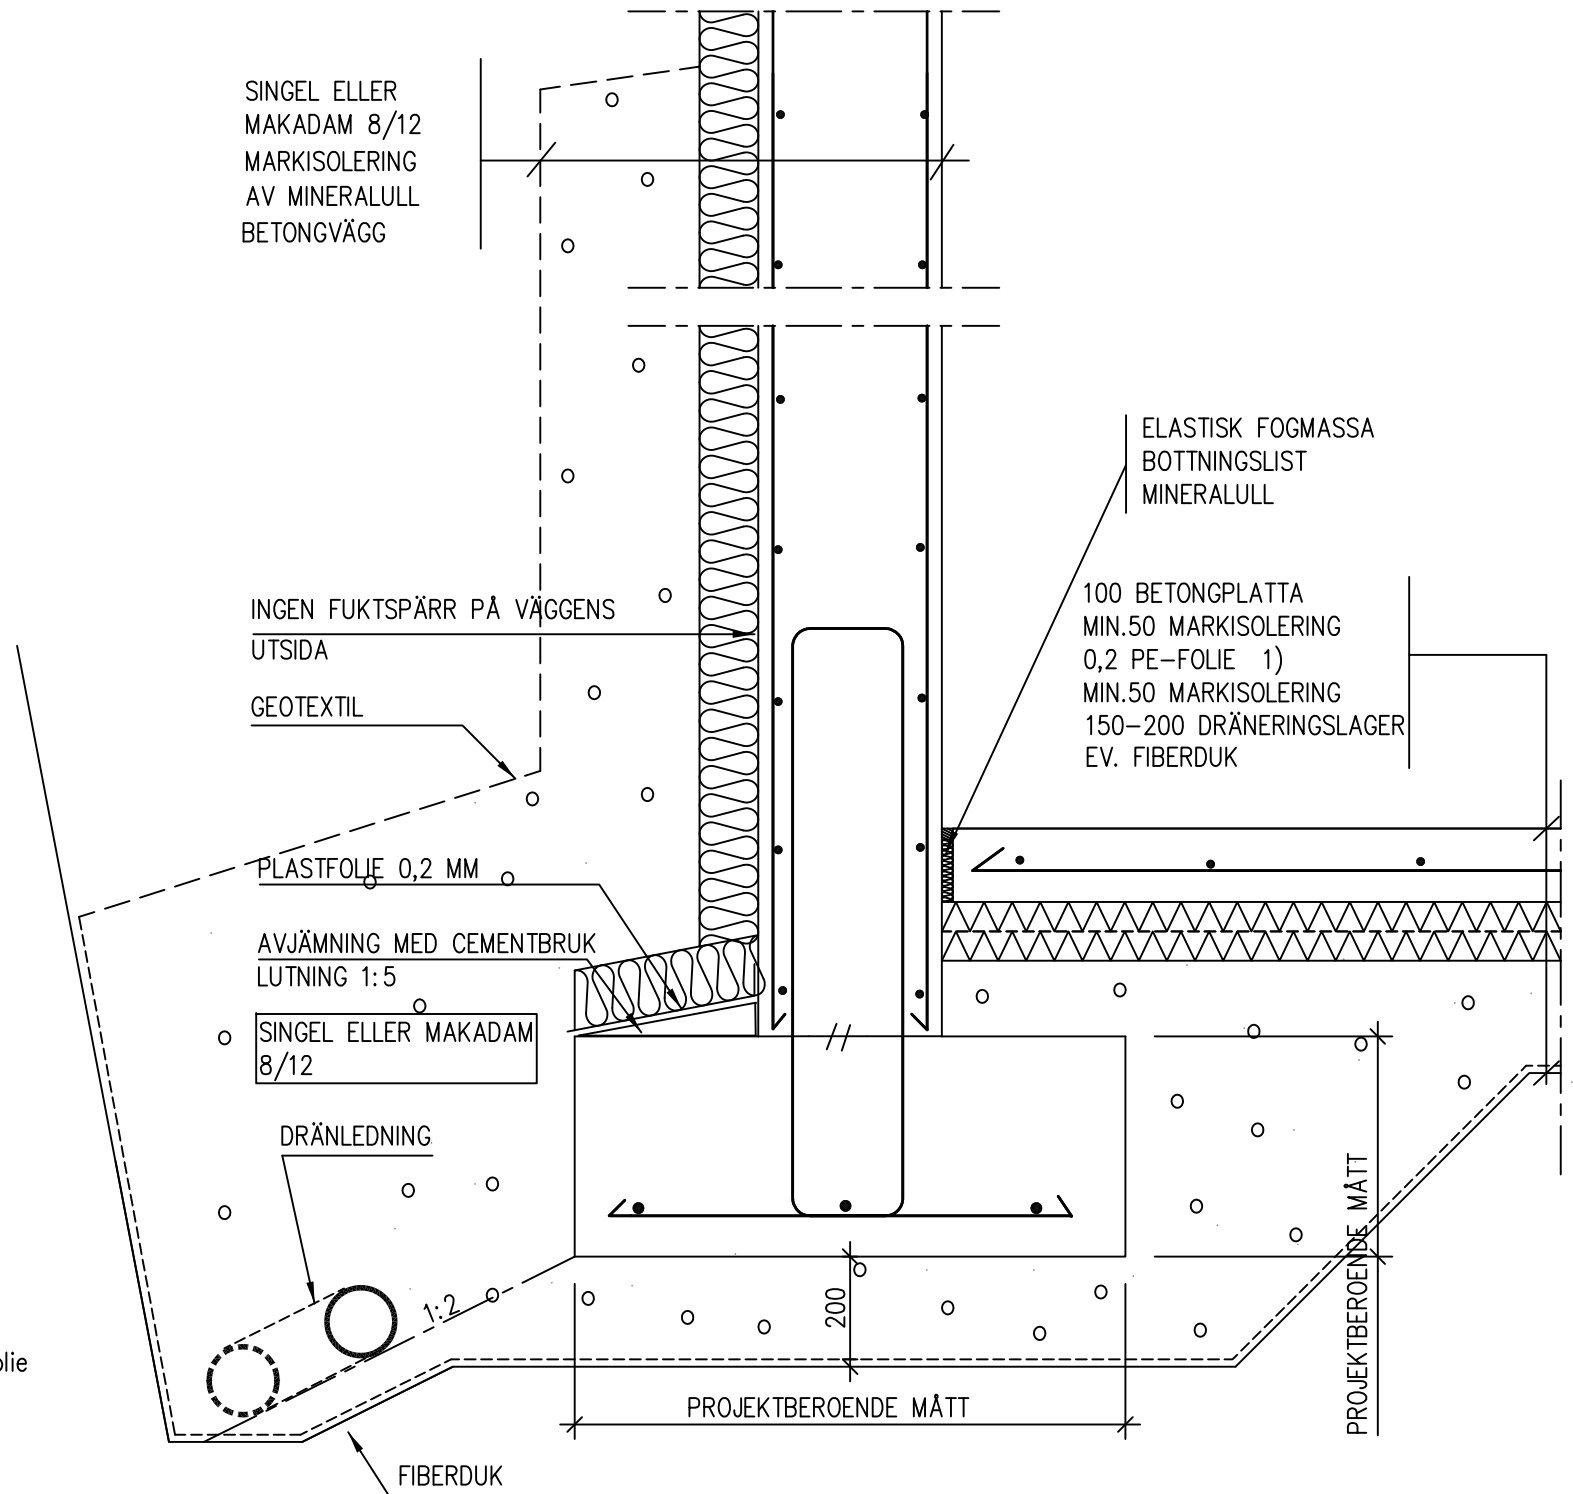 SINGEL ELLER
MAKADAM 8/12
MARKISOLERING
AV MINERALULL
BETONGVÄGG
ELASTISK FOGMASSA
BOTTNINGSLIST
MINERALULL
100 BETONGPLATTA
MIN.50 MARKISOLERING
0,2 PE-FOLIE 1)
MIN.50 MARKISOLERING
150-200 DRÄNERINGSLAGER
EV. FIBERDUK
INGEN FUKTSPÄRR PÅ VÄGGENS
UTSIDA
GEOTEXTIL
PLASTFOLIE 0,2 MM
AVJÄMNING MED CEMENTBRUK
LUTNING 1:5
SINGEL ELLER MAKADAM
8/12
DRÄNLEDNING
1:2
200
PROJEKTBEROENDE MÅTT
PROJEKTBEROENDE MÅTT
FIBERDUK